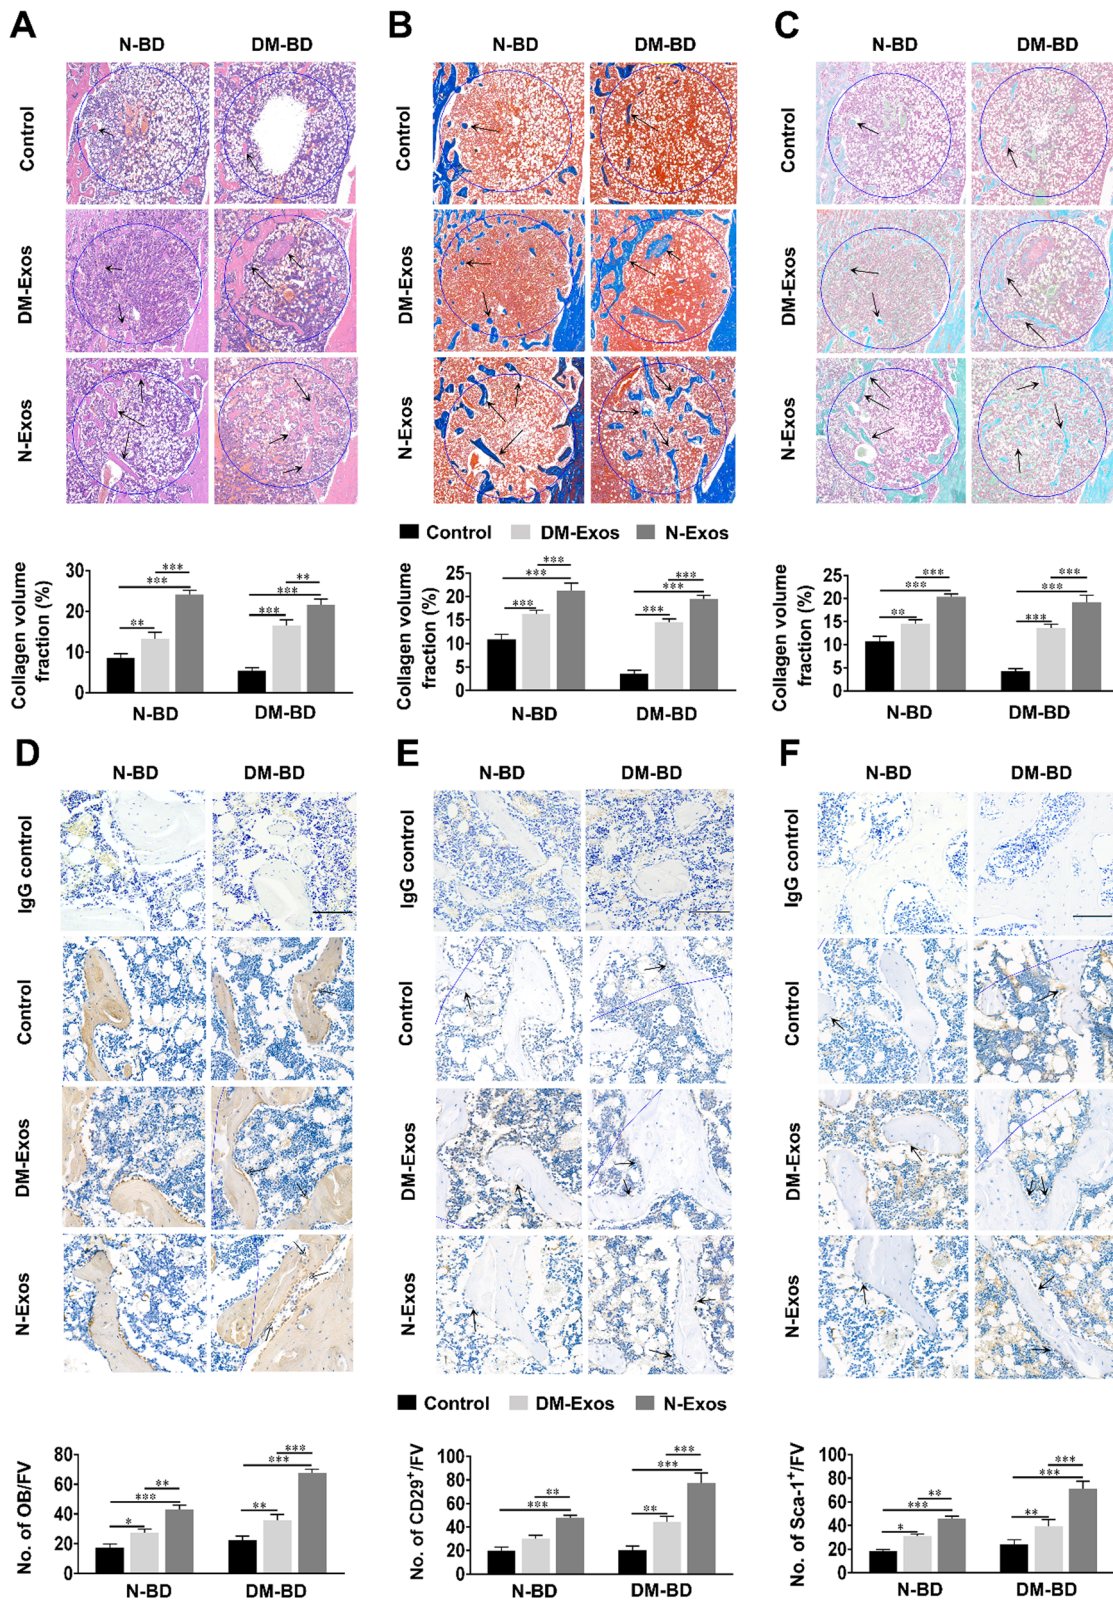 A B C
N-BD DM-BD N-BD DM-BD N-BD DM-BD
Control Control Control
DM-Exos DM-Exos DM-Exos
N-Exos N-Exos N-Exos
Control DM-Exos N-Exos
Collagen volume
fraction (%)
30
20
10
0
** *** *** *** *** **
N-BD DM-BD
Collagen volume
fraction (%)
25
20
15
10
5
0
*** *** *** *** *** ***
N-BD DM-BD
Collagen volume
fraction (%)
25
20
15
10
5
0
** *** *** *** *** ***
N-BD DM-BD
D E F
N-BD DM-BD N-BD DM-BD N-BD DM-BD
IgG control IgG control IgG control
Control Control Control
DM-Exos DM-Exos DM-Exos
N-Exos N-Exos N-Exos
Control DM-Exos N-Exos
No. of OB/FV
80
60
40
20
0
* *** ** ** *** ***
N-BD DM-BD
No. of CD29⁺/FV
100
80
60
40
20
0
*** ** ** *** ***
N-BD DM-BD
No. of Sca-1⁺/FV
100
80
60
40
20
0
* *** ** ** *** ***
N-BD DM-BD